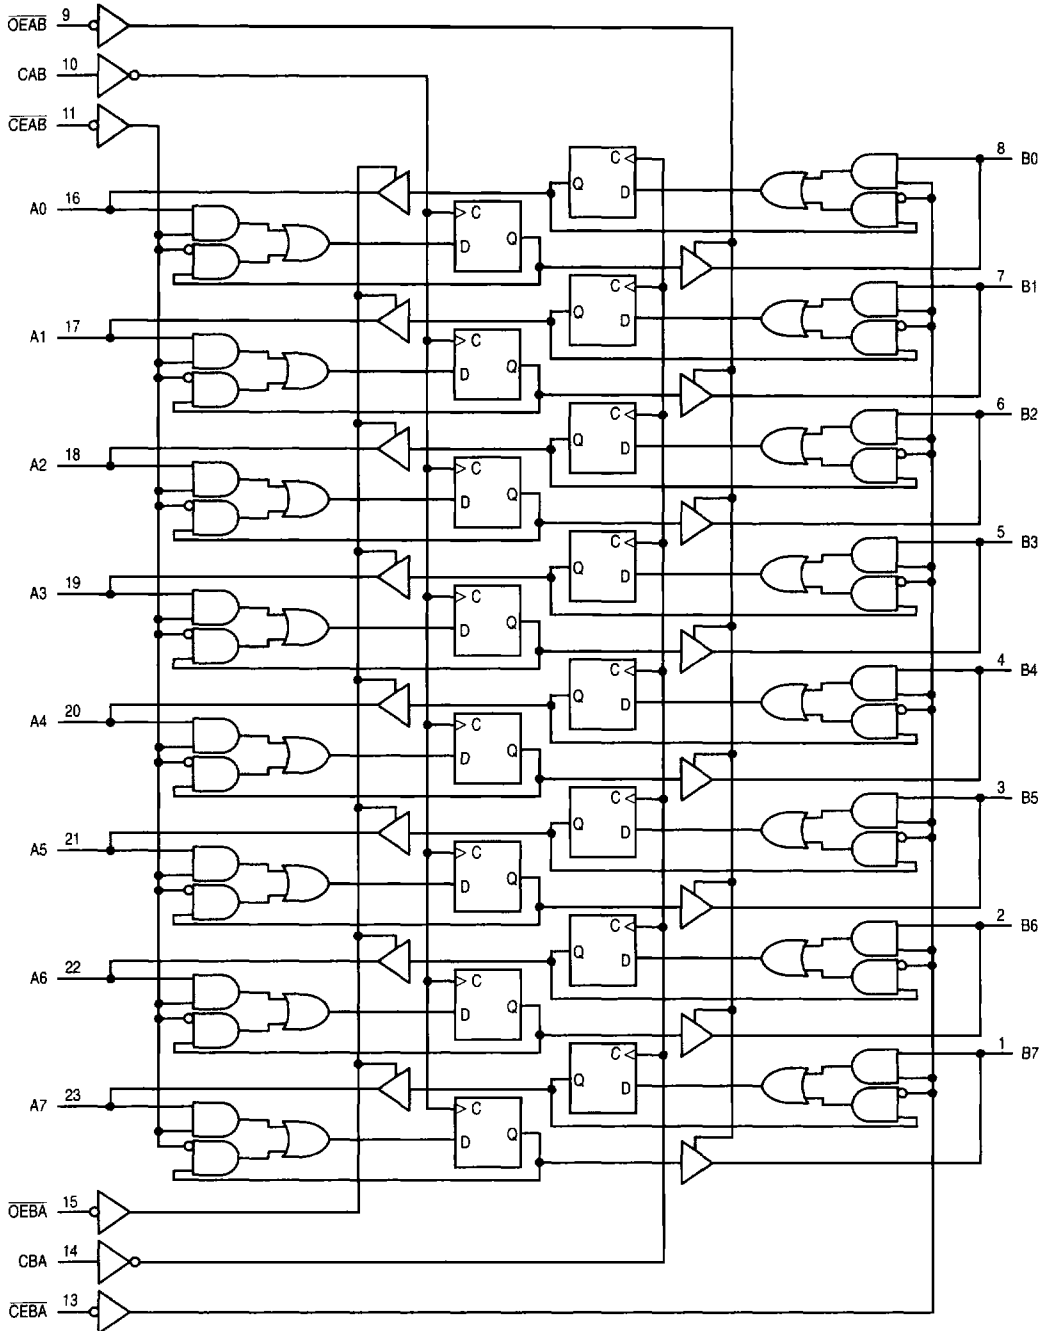 OEAB 9
CAB 10
CEAB 11
C 8 B0
Q D
A0 16
C
D Q
C 7 B1
Q D
A1 17
C
D Q
C 6 B2
Q D
A2 18
C
D Q
C 5 B3
Q D
A3 19
C
D Q
C 4 B4
Q D
A4 20
C
D Q
C 3 B5
Q D
A5 21
C
D Q
C 2 B6
Q D
A6 22
C
D Q
C 1 B7
Q D
A7 23
C
D Q
OEBA 15
CBA 14
CEBA 13